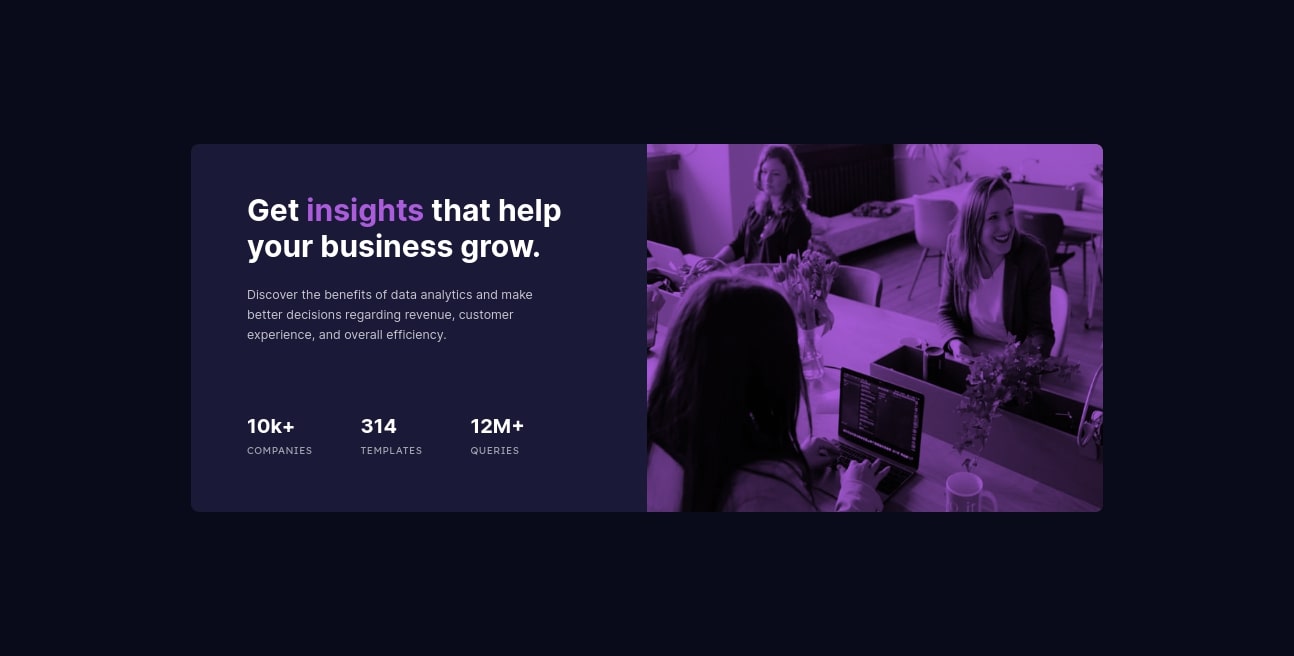 Get insights that help
your business grow.
Discover the benefits of data analytics and make
better decisions regarding revenue, customer
experience, and overall efficiency.
10k+ 314 12M+
COMPANIES TEMPLATES QUERIES